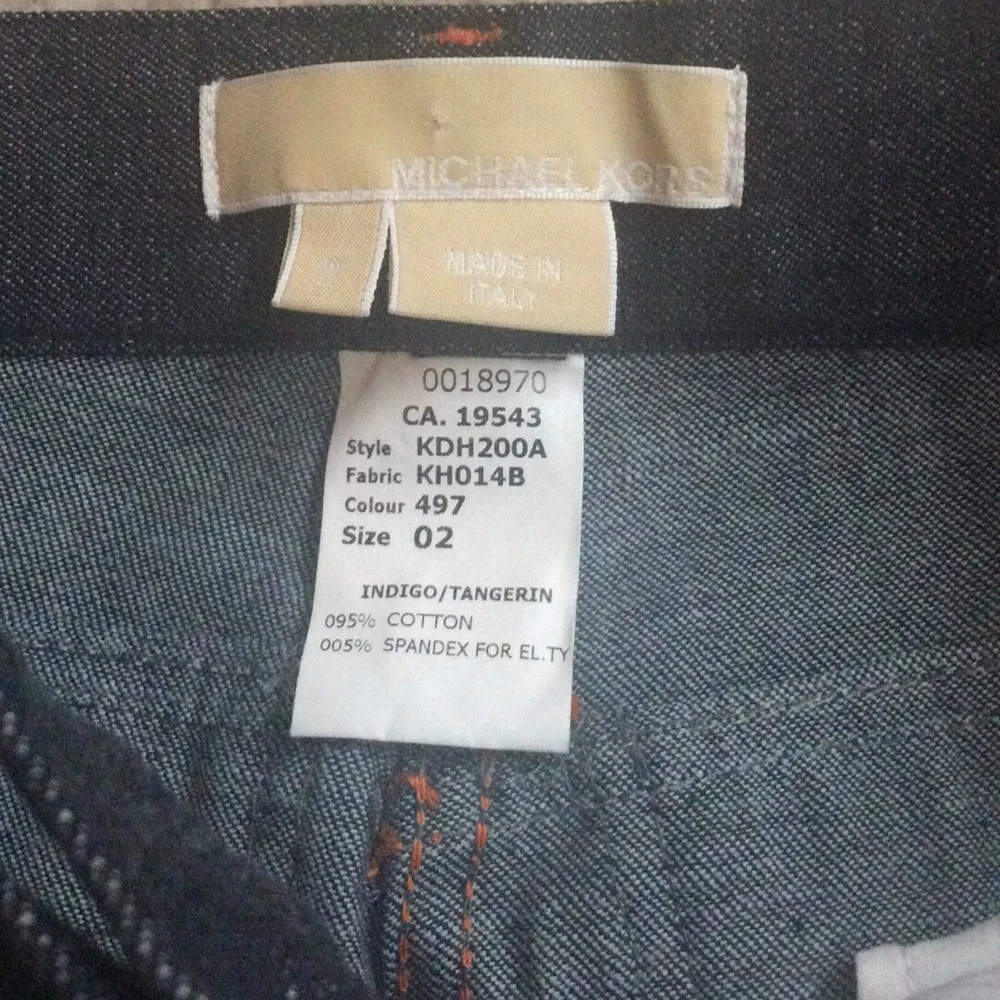 MICHAEL KORS
2
MADE IN
ITALY
0018970
CA. 19543
Style KDH200A
Fabric KH014B
Colour 497
Size 02
INDIGO/TANGERIN
095% COTTON
005% SPANDEX FOR EL.TY